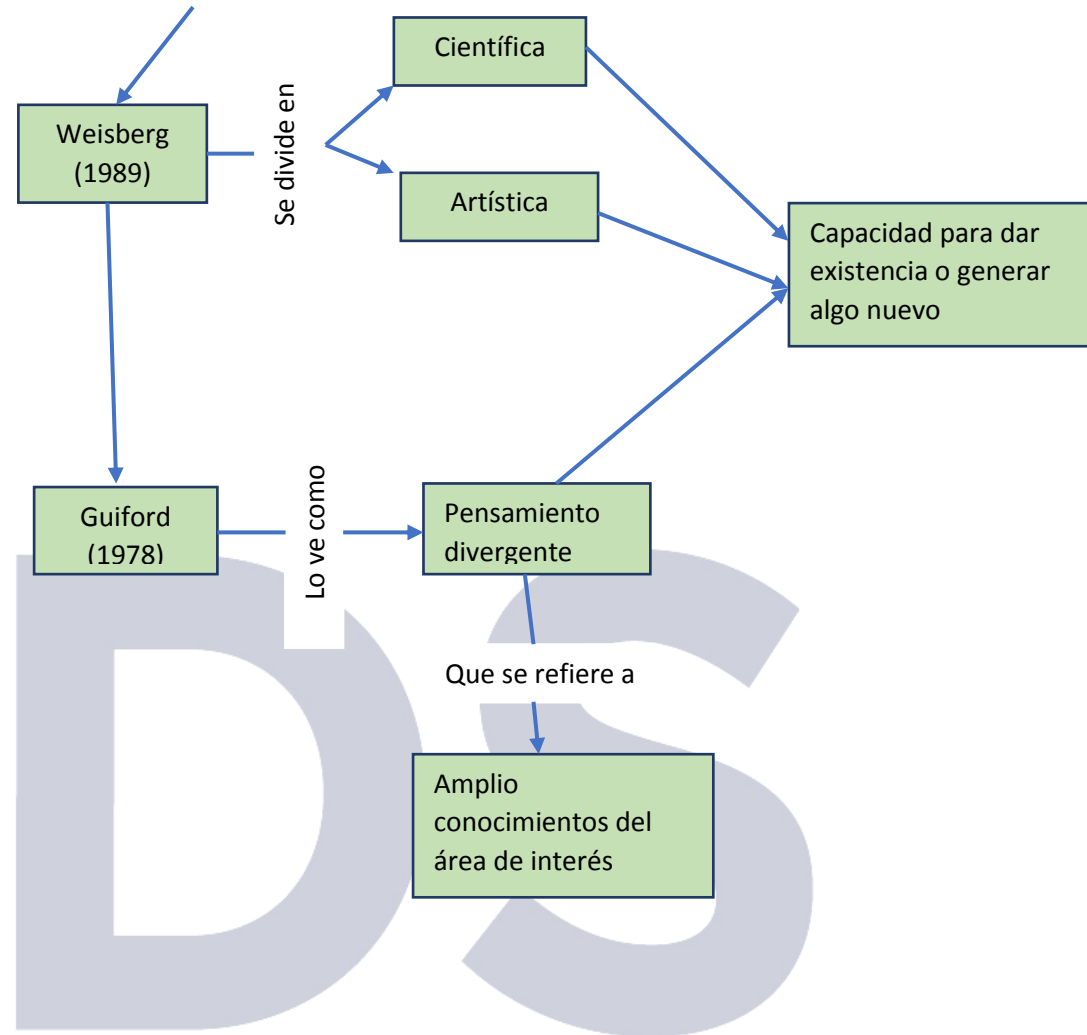 Científica
Weisberg
(1989)
Se divide en
Artística
Capacidad para dar
existencia o generar
algo nuevo
Guiford
(1978)
Lo ve como
Pensamiento
divergente
Que se refiere a
Amplio
conocimientos del
área de interés
DS